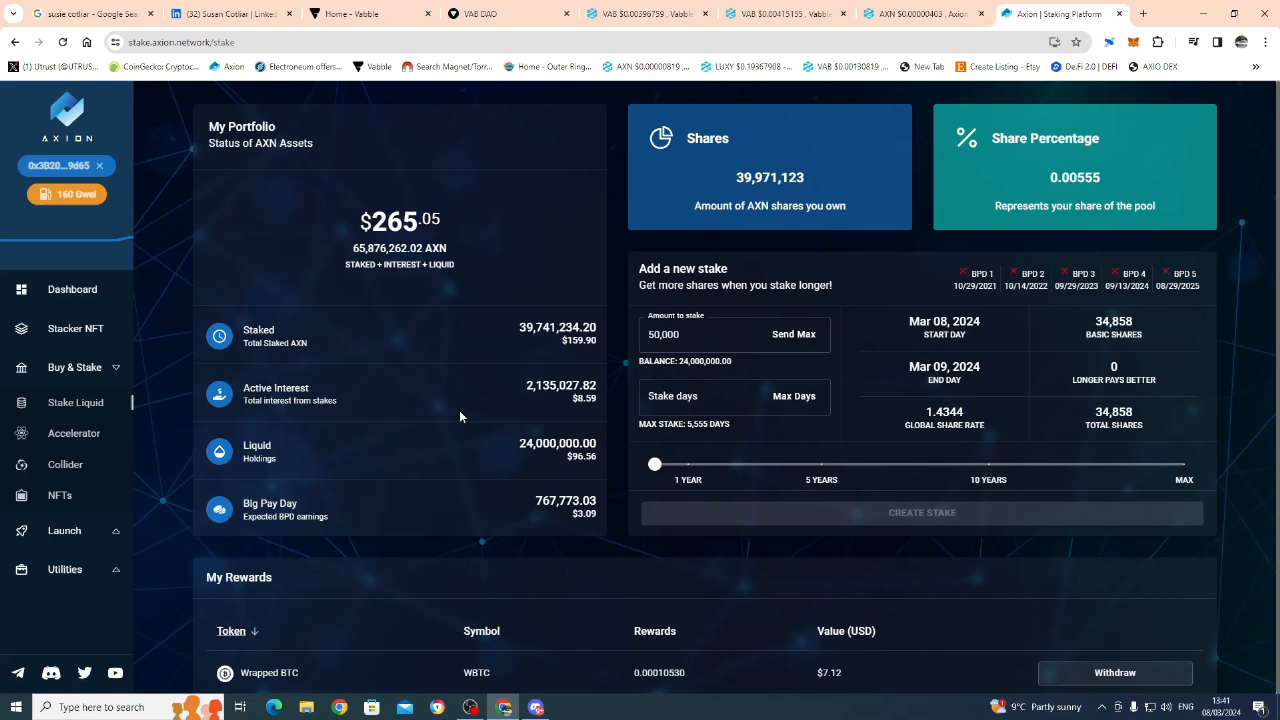 susie cotliar - Google Sea
(32) Susan Cotliar | Linked
Vabble - Home -
VAB DAO
VAB $0.0396759 , Vabble
VAB $0.00415155 , Vabble
AXN $0.00000403 , Axion
Axion | Staking Platform
stake.axion.network/stake
(1) Utrust (@UTRUS...
CoinGecko: Cryptoc...
Axion
Electroneum offers...
Vabble
Search Magnet/Torr...
Home - Outer Ring...
AXN $0.00000819 ,...
LUXY $0.19367908 -...
VAB $0.00130819 ,...
New Tab
Create Listing - Etsy
De.Fi 2.0 | DEFI
AXIO DEX
AXION
0x3B20...9d65
160 Gwei
Dashboard
Stacker NFT
Buy & Stake
Stake Liquid
Accelerator
Collider
NFTs
Launch
Utilities
My Portfolio
Status of AXN Assets
$265.05
65,876,262.02 AXN
STAKED + INTEREST + LIQUID
Staked
Total Staked AXN
39,741,234.20
$159.90
Active Interest
Total interest from stakes
2,135,027.82
$8.59
Liquid
Holdings
24,000,000.00
$96.56
Big Pay Day
Expected BPD earnings
767,773.03
$3.09
Shares
39,971,123
Amount of AXN shares you own
Share Percentage
0.00555
Represents your share of the pool
Add a new stake
Get more shares when you stake longer!
BPD 1
10/29/2021
BPD 2
10/14/2022
BPD 3
09/29/2023
BPD 4
09/13/2024
BPD 5
08/29/2025
Amount to stake
50,000
Send Max
BALANCE: 24,000,000.00
Stake days
Max Days
MAX STAKE: 5,555 DAYS
Mar 08, 2024
START DAY
34,858
BASIC SHARES
Mar 09, 2024
END DAY
0
LONGER PAYS BETTER
1.4344
GLOBAL SHARE RATE
34,858
TOTAL SHARES
1 YEAR
5 YEARS
10 YEARS
MAX
CREATE STAKE
My Rewards
Token
Symbol
Rewards
Value (USD)
Wrapped BTC
WBTC
0.00010530
$7.12
Withdraw
Type here to search
9°C Partly sunny
ENG
13:41
08/03/2024